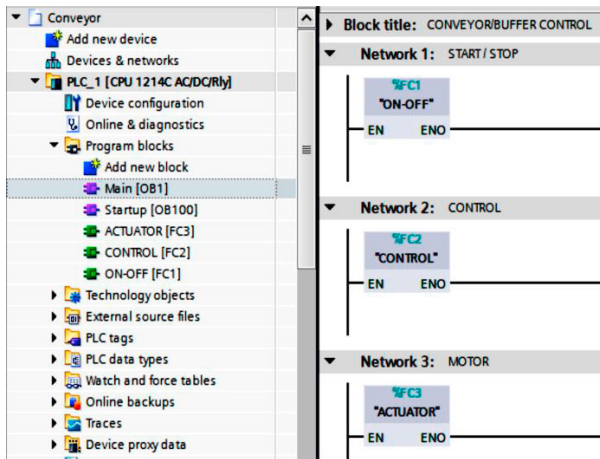 Conveyor
Add new device
Devices & networks
PLC_1 [CPU 1214C AC/DC/Rly]
Device configuration
Online & diagnostics
Program blocks
Add new block
Main [OB1]
Startup [OB100]
ACTUATOR [FC3]
CONTROL [FC2]
ON-OFF [FC1]
Technology objects
External source files
PLC tags
PLC data types
Watch and force tables
Online backups
Traces
Device proxy data
Block title: CONVEYOR/BUFFER CONTROL
Network 1: START / STOP
%FC1
"ON-OFF"
EN ENO
Network 2: CONTROL
%FC2
"CONTROL"
EN ENO
Network 3: MOTOR
%FC3
"ACTUATOR"
EN ENO